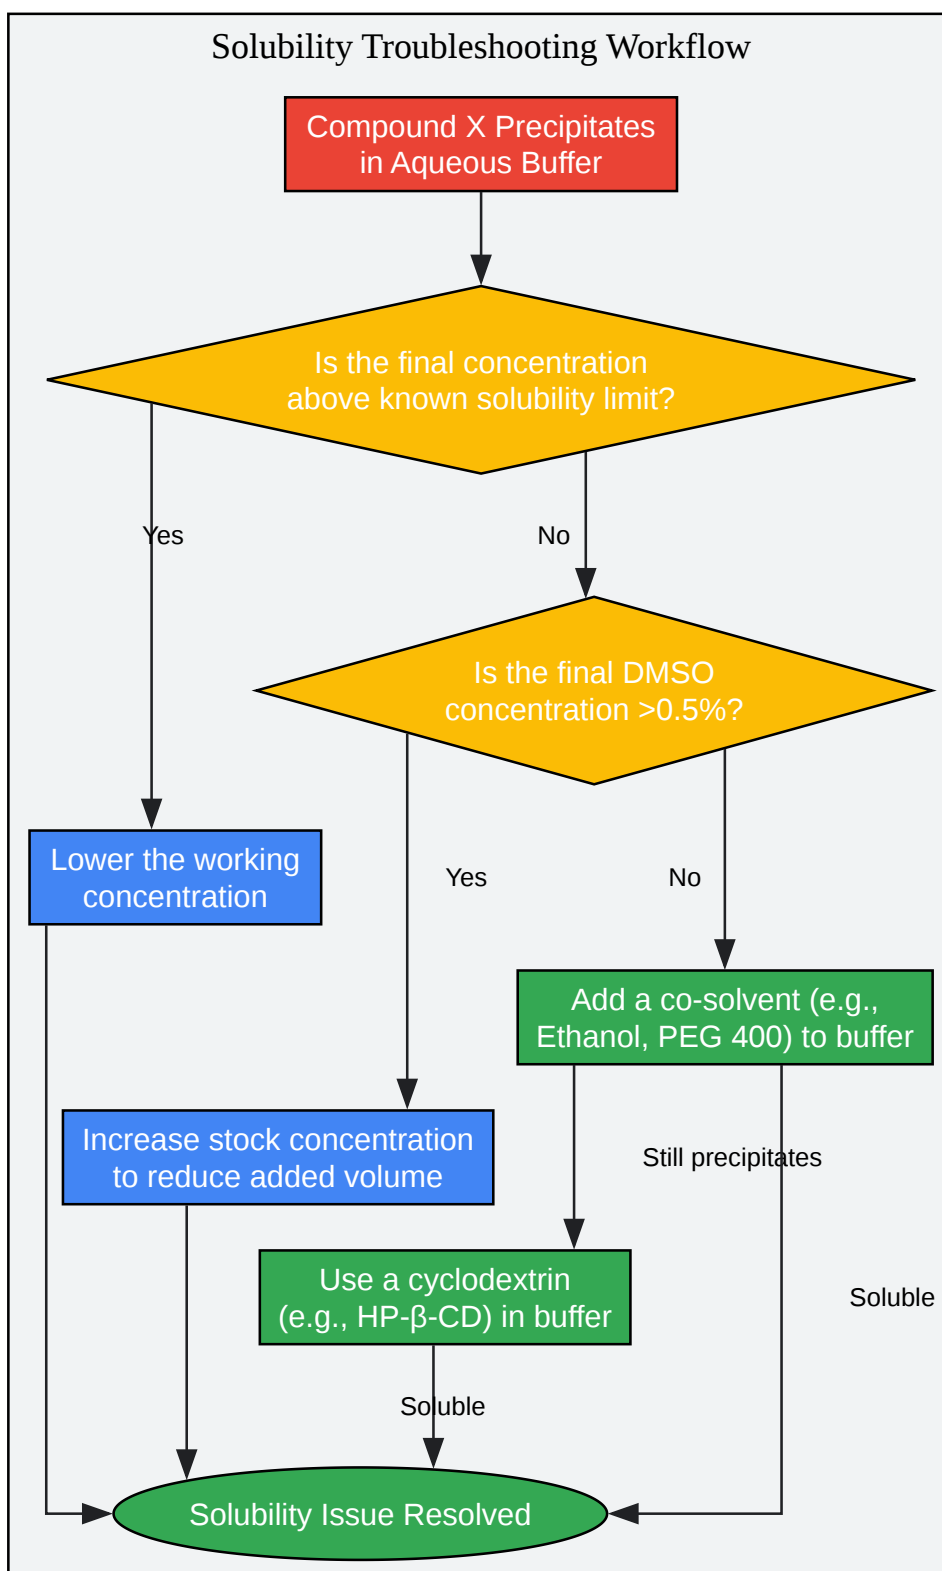 Solubility Troubleshooting Workflow
Compound X Precipitates
in Aqueous Buffer
Is the final concentration
above known solubility limit?
Yes
No
Is the final DMSO
concentration >0.5%?
Lower the working
concentration
Yes
No
Add a co-solvent (e.g.,
Ethanol, PEG 400) to buffer
Increase stock concentration
to reduce added volume
Still precipitates
Use a cyclodextrin
(e.g., HP-β-CD) in buffer
Soluble
Soluble
Solubility Issue Resolved